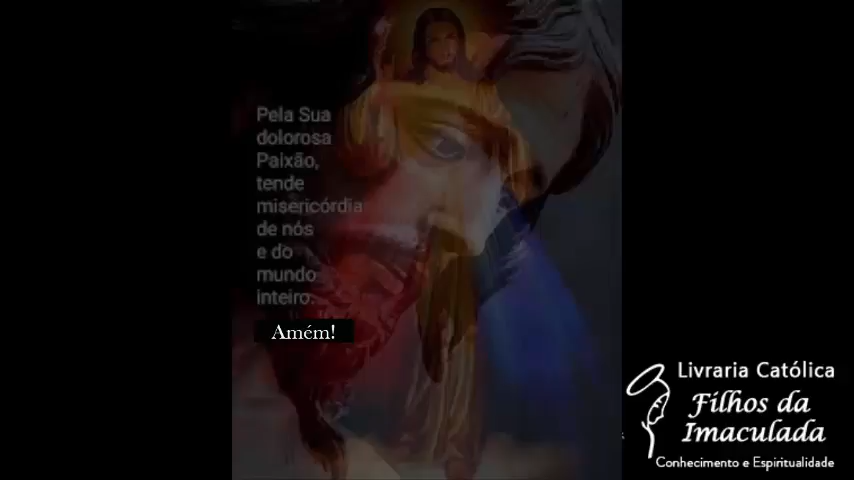 Pela Sua
dolorosa
Paixão,
tende
misericórdia
de nós
e do
mundo
inteiro.
Amém!
Livraria Católica
Filhos da
Imaculada
Conhecimento e Espiritualidade